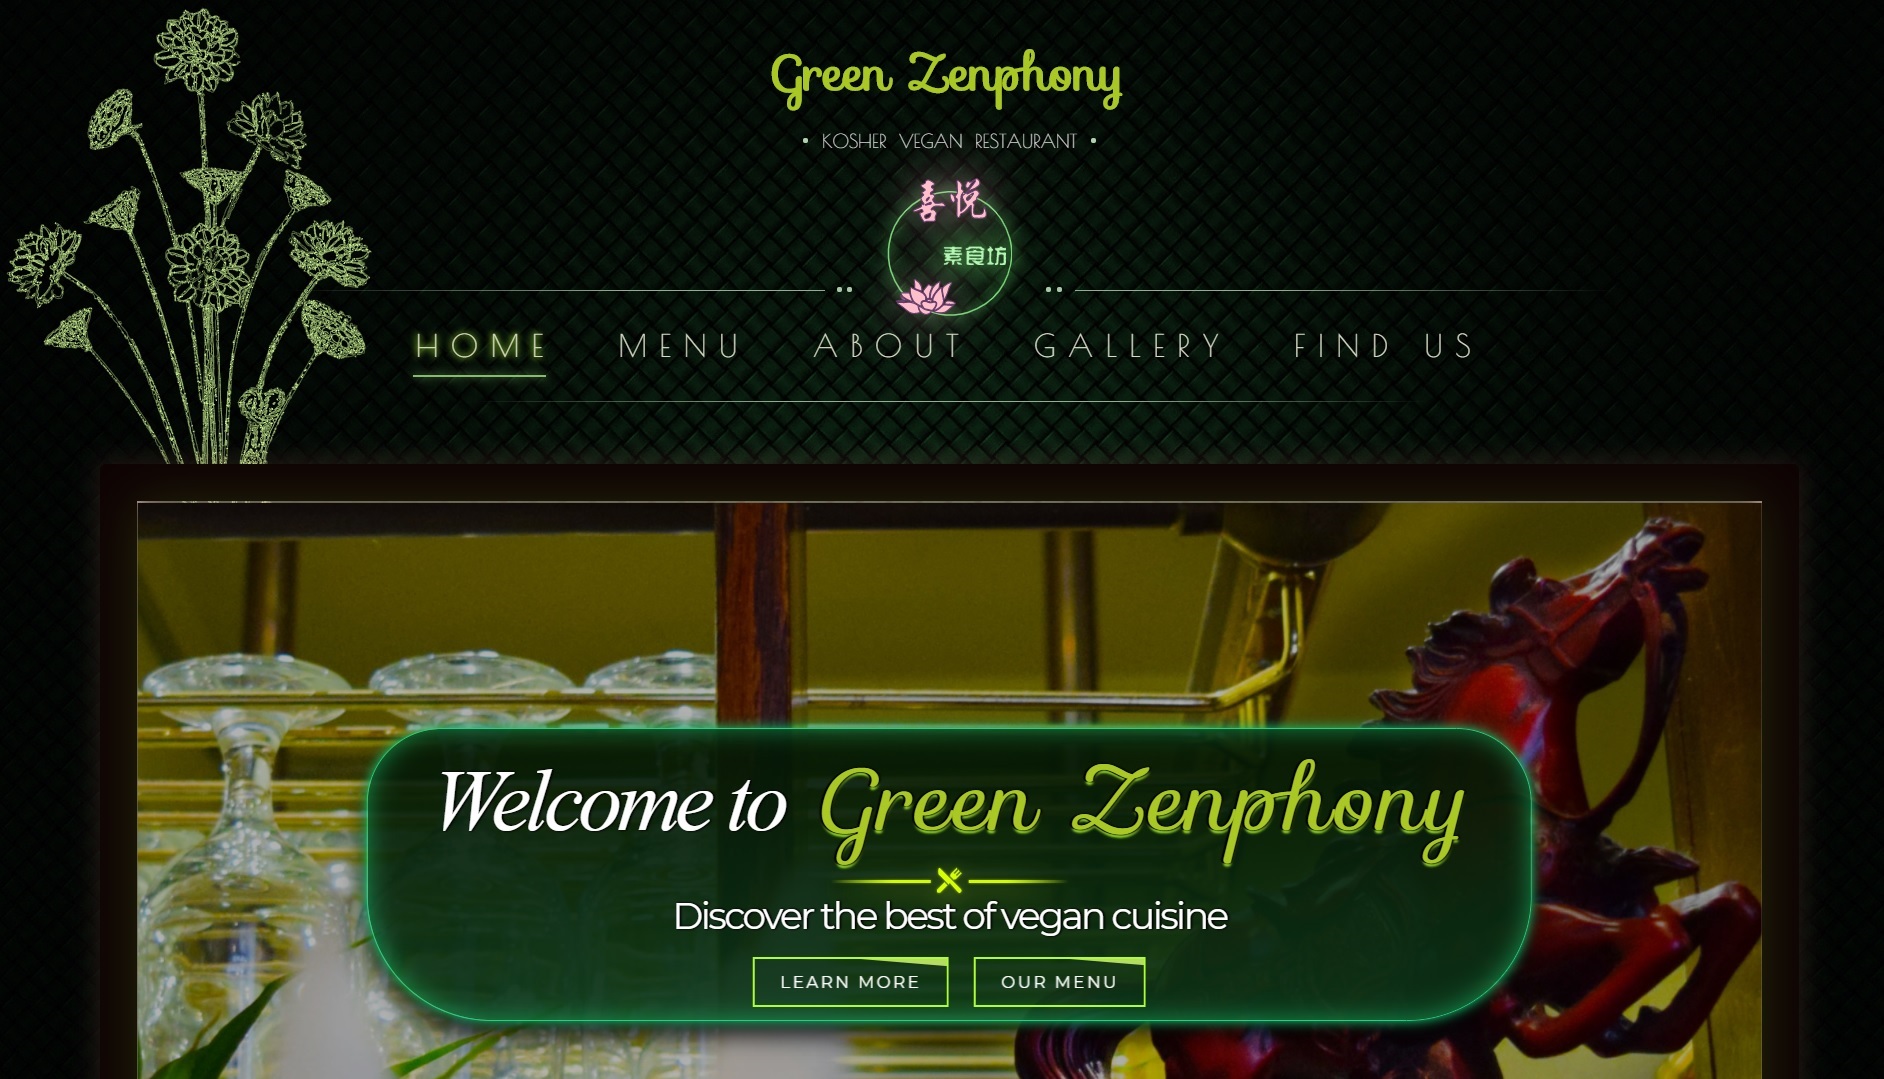 Green Zenphony
• KOSHER VEGAN RESTAURANT •
喜悦
素食坊
HOME MENU ABOUT GALLERY FIND US
Welcome to Green Zenphony
Discover the best of vegan cuisine
LEARN MORE OUR MENU